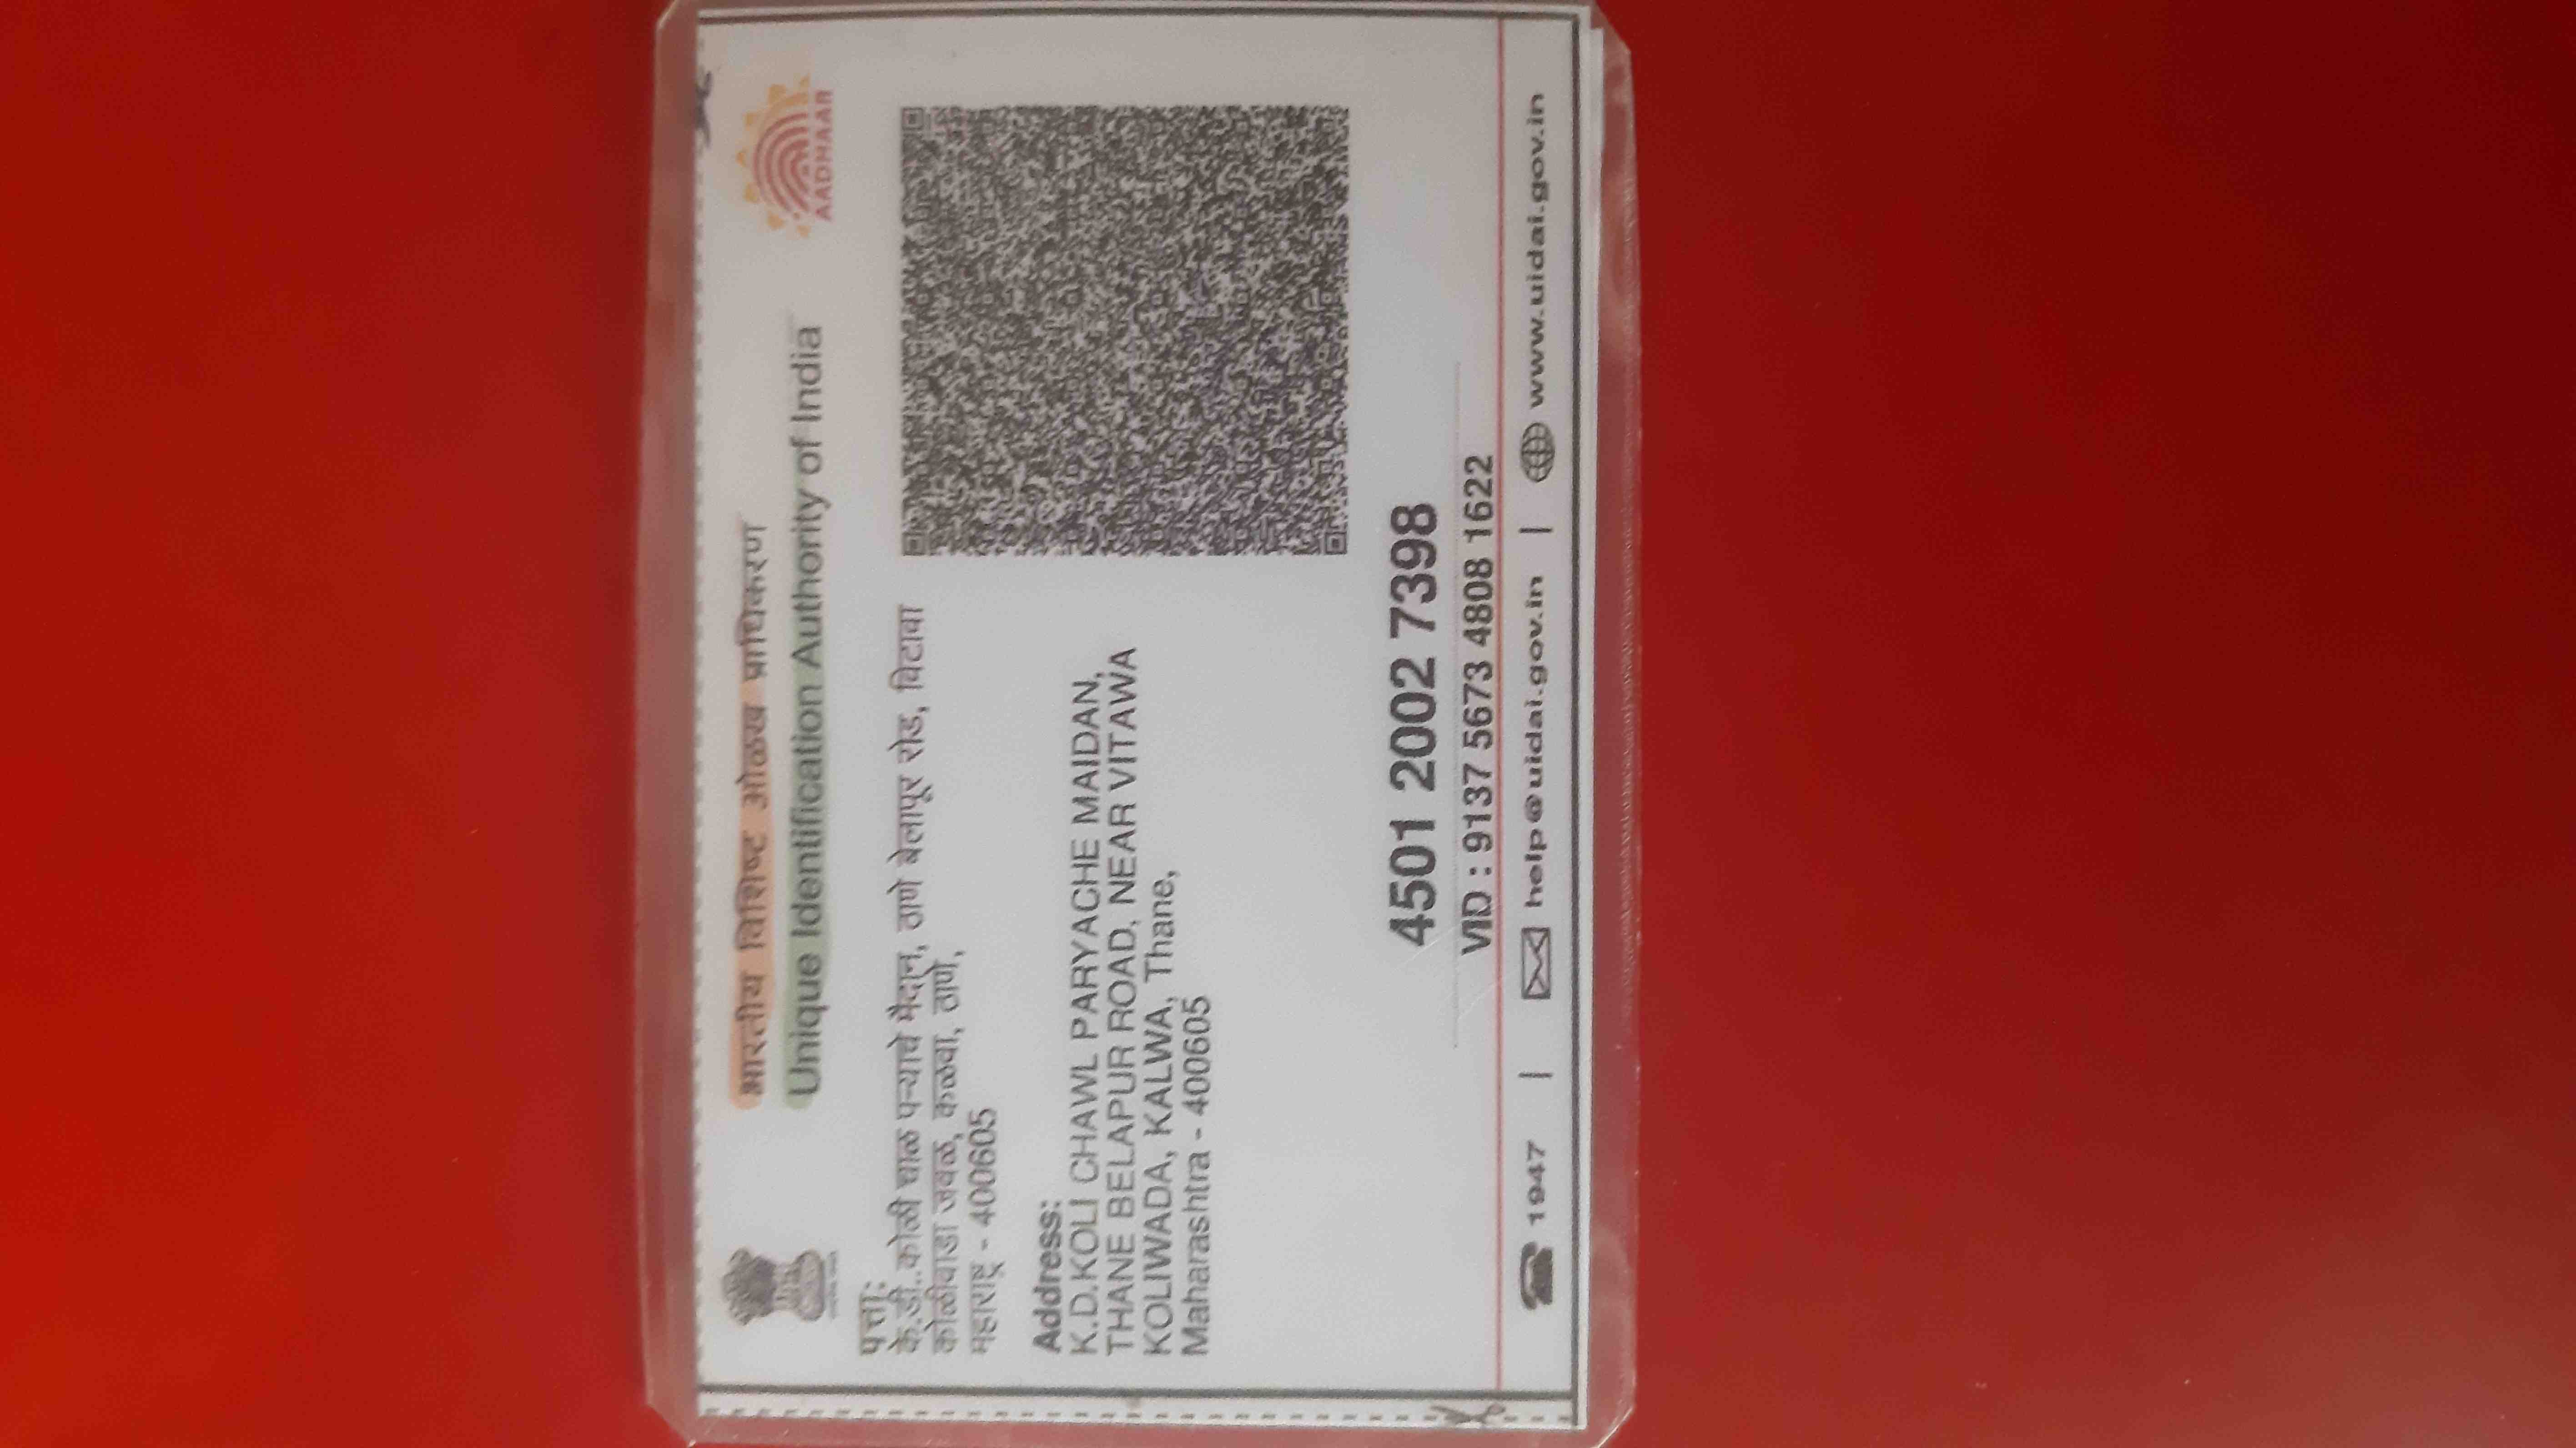 भारतीय विशिष्ट ओळख प्राधिकरण
Unique Identification Authority of India
AADHAAR
पत्ता:
के.डी..कोळी चाळ पऱ्याचे मैदान, ठाणे बेलापूर रोड, विटावा
कोळीवाडा जवळ, कळवा, ठाणे,
महाराष्ट्र - 400605
Address:
K.D.KOLI CHAWL PARYACHE MAIDAN,
THANE BELAPUR ROAD, NEAR VITAWA
KOLIWADA, KALWA, Thane,
Maharashtra - 400605
4501 2002 7398
VID : 9137 5673 4808 1622
1947 | help@uidai.gov.in | www.uidai.gov.in